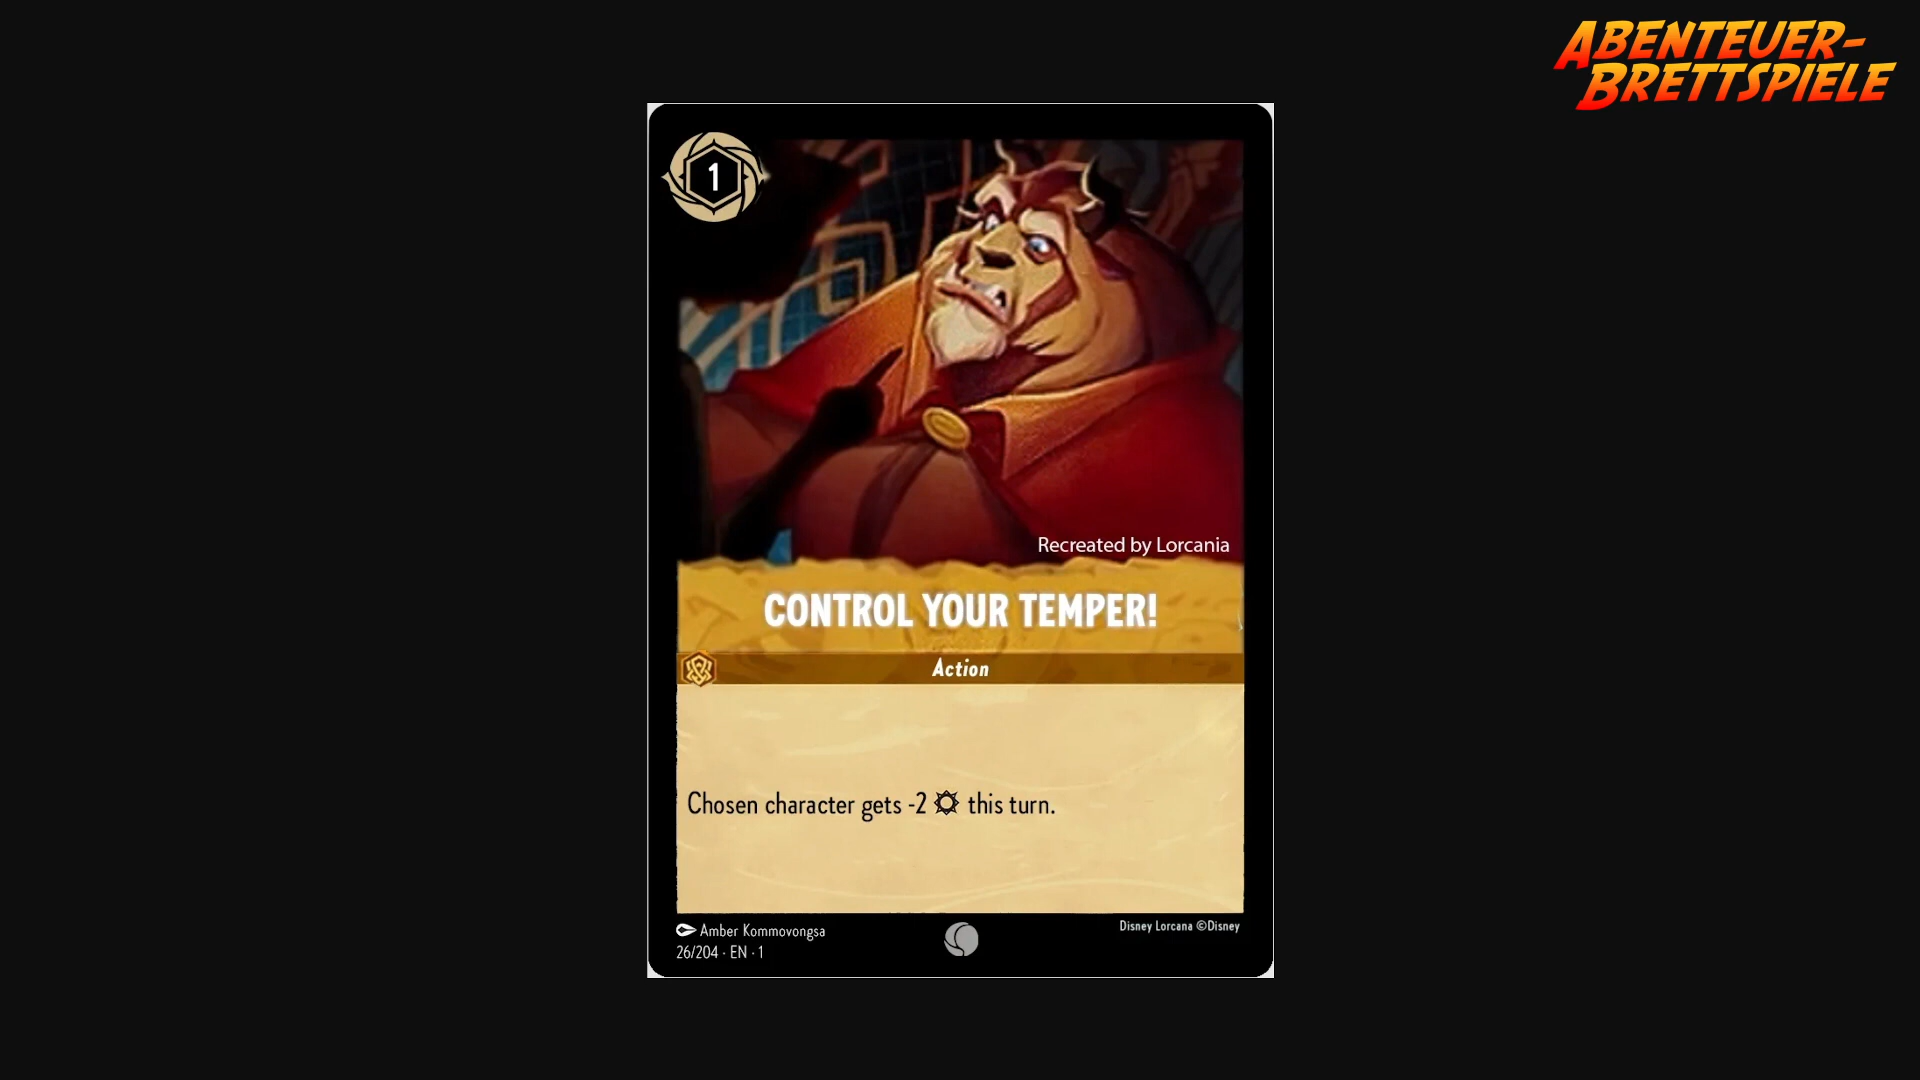 ABENTEUER-
BRETTSPIELE
1
Recreated by Lorcania
CONTROL YOUR TEMPER!
Action
Chosen character gets -2 this turn.
Amber Kommovongsa
26/204 · EN · 1
Disney Lorcana ©Disney